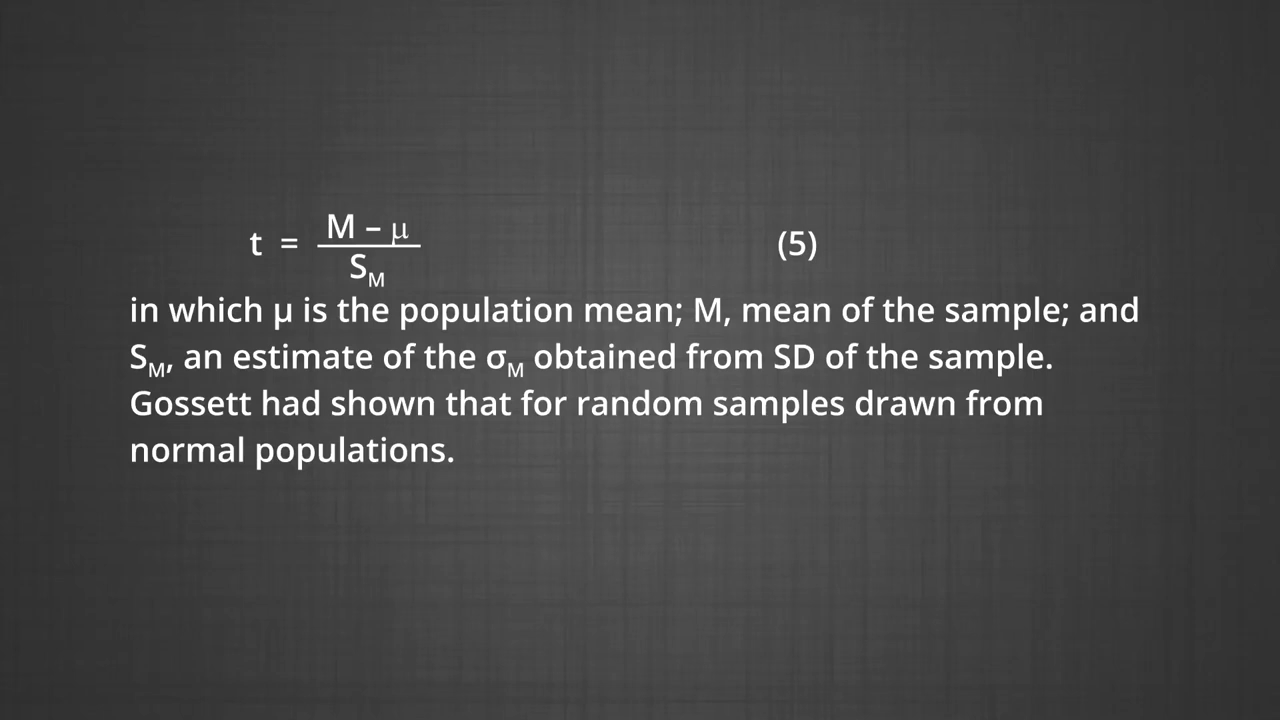 t = M – μ / S_M (5)
in which μ is the population mean; M, mean of the sample; and
S_M, an estimate of the σ_M obtained from SD of the sample.
Gossett had shown that for random samples drawn from
normal populations.